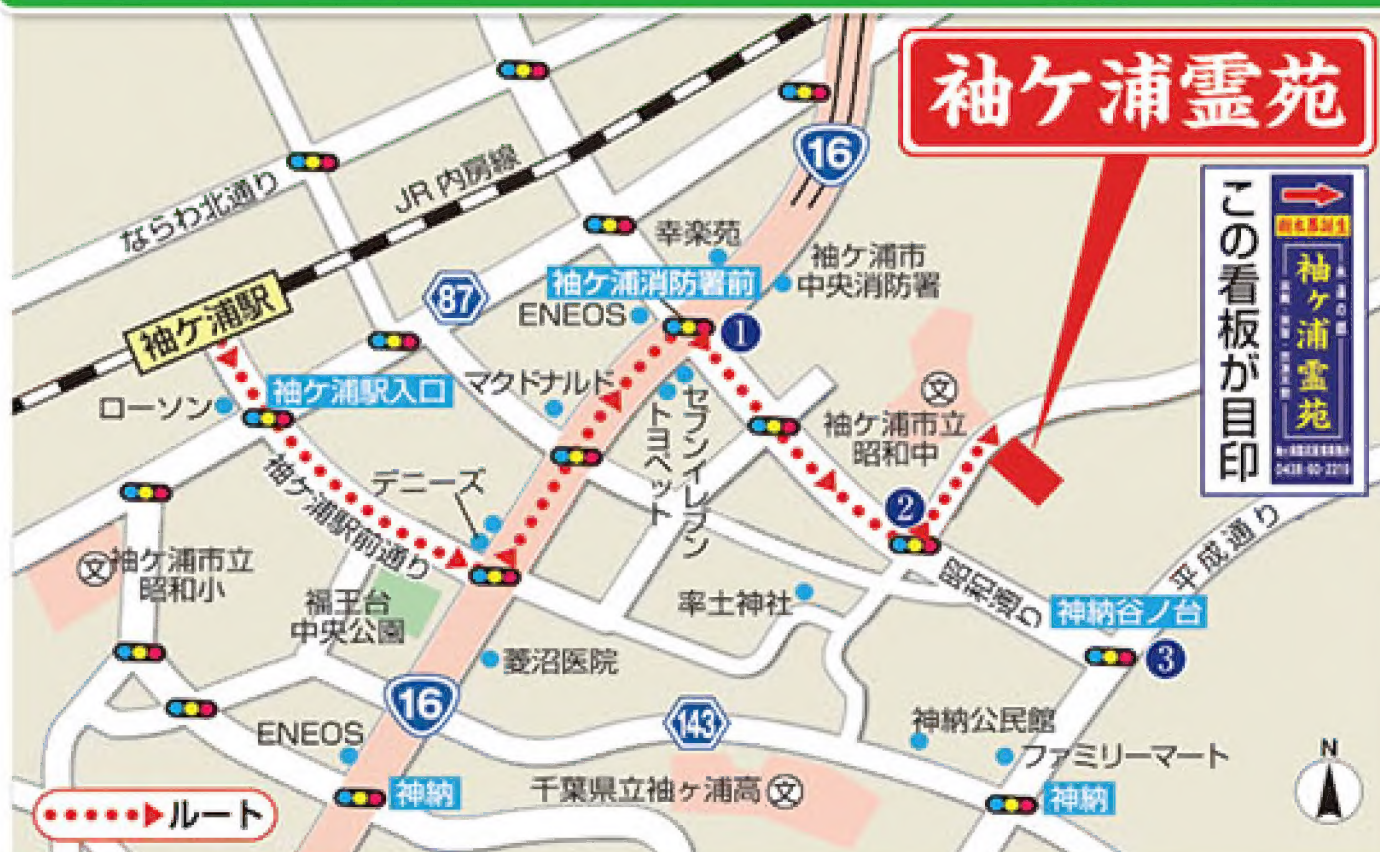 袖ケ浦霊苑
16
JR内房線
ならわ北通り
幸楽苑
袖ケ浦市
中央消防署
袖ケ浦消防署前
87
ENEOS
1
袖ケ浦駅
この看板が目印
袖ヶ浦霊苑
0438-60-2219
ローソン
袖ケ浦駅入口
マクドナルド
セブンイレブン
トヨペット
袖ケ浦市立
昭和中
文
デニーズ
袖ケ浦駅前通り
2
文
袖ケ浦市立
昭和小
福王台
中央公園
率土神社
昭和通り
平成通り
神納谷ノ台
3
菱沼医院
16
143
神納公民館
ENEOS
ファミリーマート
神納
千葉県立袖ヶ浦高
文
神納
N
ルート